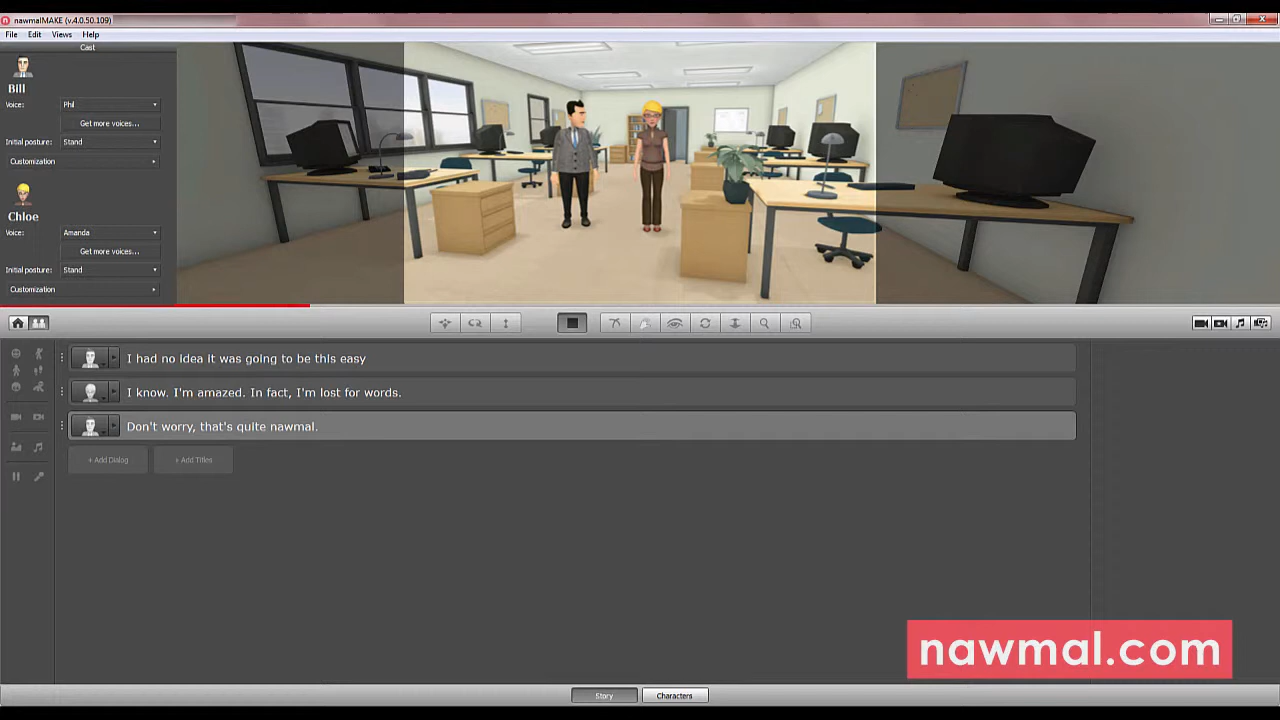 nawmalMAKE (v.4.0.50.109)
File Edit Views Help
Cast
Bill
Voice: Phil
Get more voices...
Initial posture: Stand
Customization
Chloe
Voice: Amanda
Get more voices...
Initial posture: Stand
Customization
I had no idea it was going to be this easy
I know. I'm amazed. In fact, I'm lost for words.
Don't worry, that's quite nawmal.
+ Add Dialog + Add Titles
nawmal.com
Story Characters